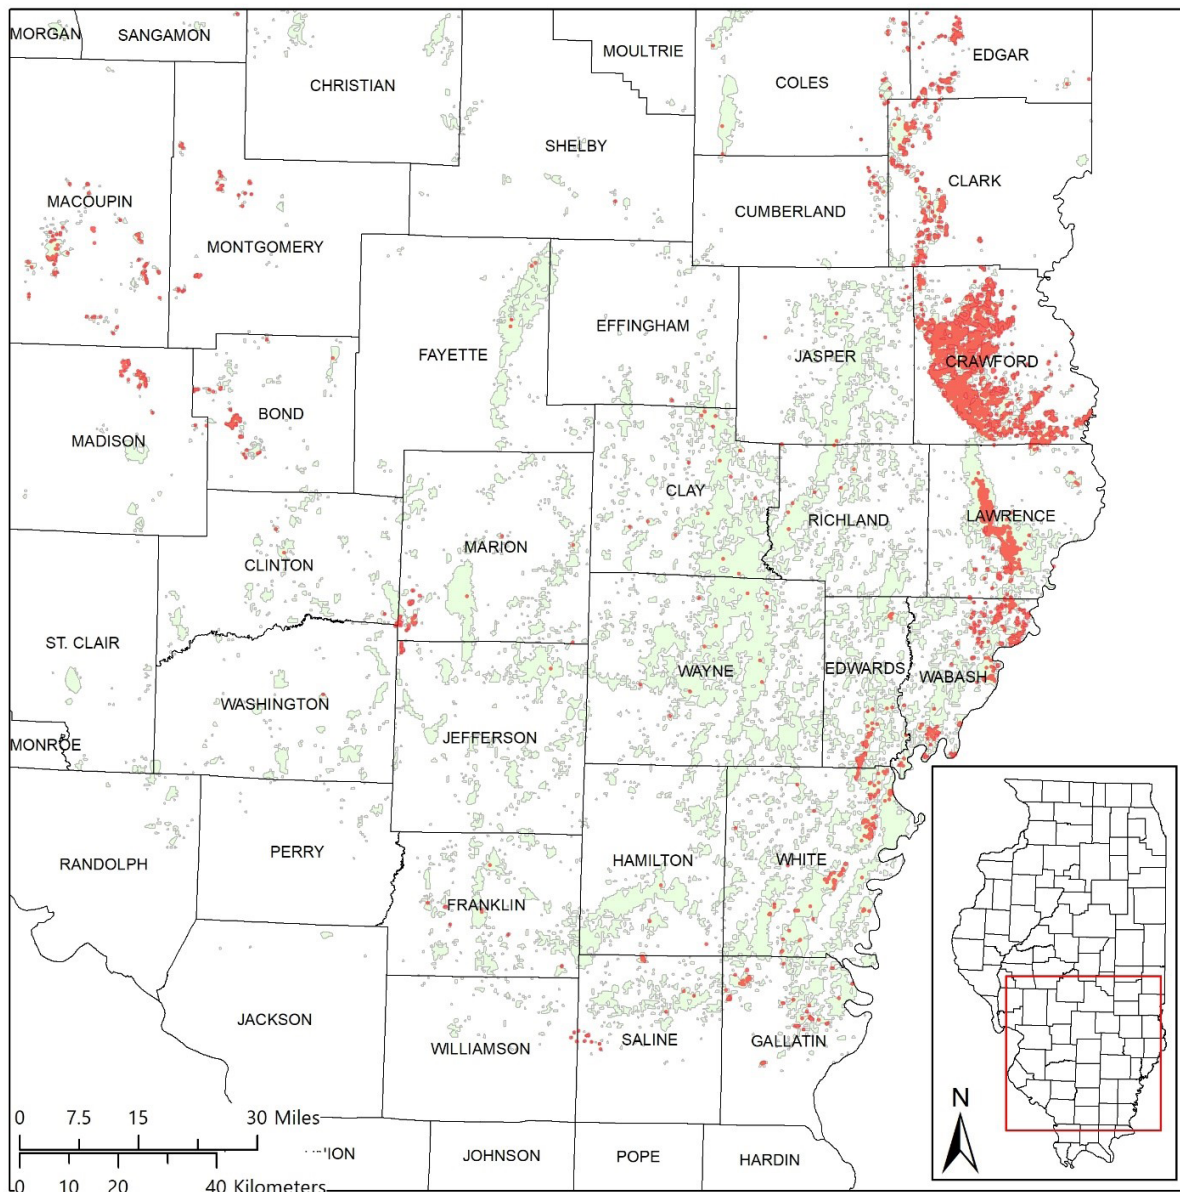 MORGAN
SANGAMON
CHRISTIAN
MOULTRIE
COLES
EDGAR
SHELBY
CLARK
MACOUPIN
CUMBERLAND
MONTGOMERY
EFFINGHAM
FAYETTE
JASPER
CRAWFORD
BOND
MADISON
CLAY
LAWRENCE
RICHLAND
MARION
CLINTON
ST. CLAIR
WAYNE
EDWARDS
WABASH
WASHINGTON
JEFFERSON
MONROE
RANDOLPH
PERRY
HAMILTON
WHITE
FRANKLIN
JACKSON
WILLIAMSON
SALINE
GALLATIN
JOHNSON
POPE
HARDIN
N
0 7.5 15 30 Miles
0 10 20 40 Kilometers